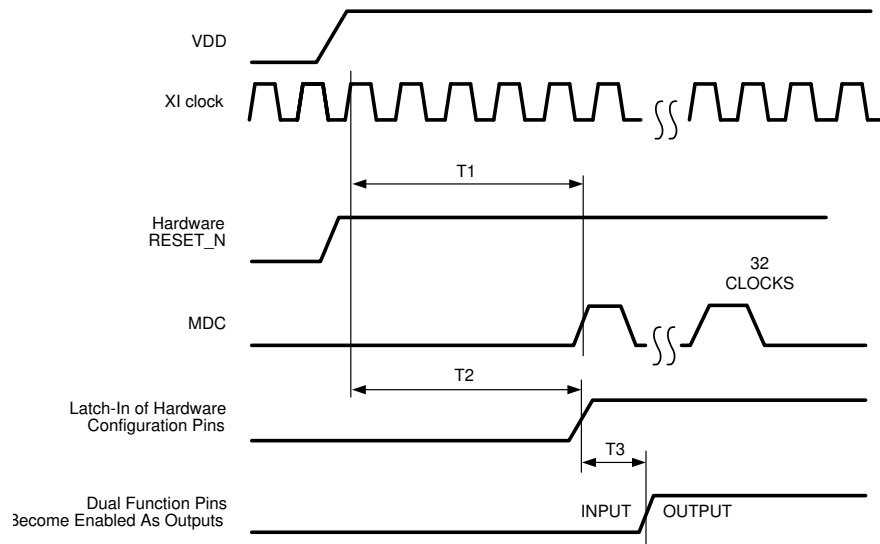 VDD
XI clock
T1
Hardware
RESET_N
32
CLOCKS
MDC
T2
Latch-In of Hardware
Configuration Pins
T3
Dual Function Pins
Become Enabled As Outputs
INPUT
OUTPUT